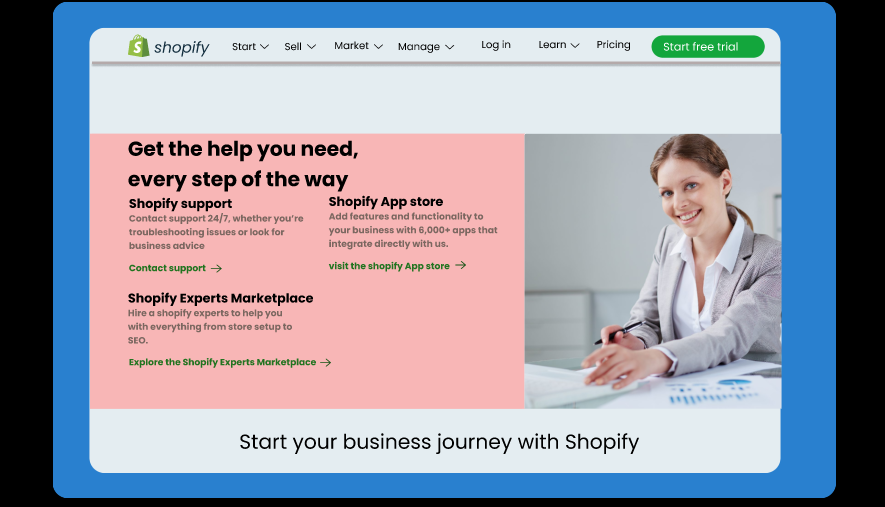 shopify
Start
Sell
Market
Manage
Log in
Learn
Pricing
Start free trial
Get the help you need,
every step of the way
Shopify support
Contact support 24/7, whether you're
troubleshooting issues or look for
business advice
Contact support
Shopify App store
Add features and functionality to
your business with 6,000+ apps that
integrate directly with us.
visit the shopify App store
Shopify Experts Marketplace
Hire a shopify experts to help you
with everything from store setup to
SEO.
Explore the Shopify Experts Marketplace
Start your business journey with Shopify